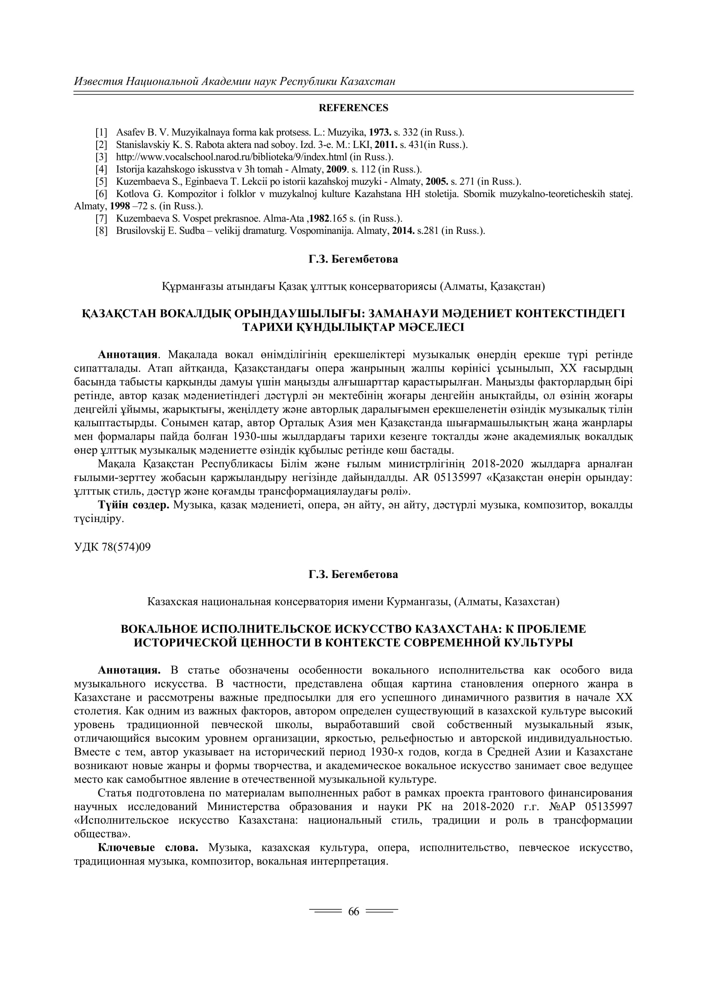 Известия Национальной Академии наук Республики Казахстан
REFERENCES
[1] Asafev B. V. Muzyikalnaya forma kak protsess. L.: Muzyika, 1973. s. 332 (in Russ.).
[2] Stanislavskiy K. S. Rabota aktera nad soboy. Izd. 3-e. M.: LKI, 2011. s. 431(in Russ.).
[3] http://www.vocalschool.narod.ru/biblioteka/9/index.html (in Russ.).
[4] Istorija kazahskogo iskusstva v 3h tomah - Almaty, 2009. s. 112 (in Russ.).
[5] Kuzembaeva S., Eginbaeva T. Lekcii po istorii kazahskoj muzyki - Almaty, 2005. s. 271 (in Russ.).
[6] Kotlova G. Kompozitor i folklor v muzykalnoj kulture Kazahstana HH stoletija. Sbornik muzykalno-teoreticheskih statej.
Almaty, 1998 –72 s. (in Russ.).
[7] Kuzembaeva S. Vospet prekrasnoe. Alma-Ata ,1982.165 s. (in Russ.).
[8] Brusilovskij E. Sudba – velikij dramaturg. Vospominanija. Almaty, 2014. s.281 (in Russ.).
Г.З. Бегембетова
Құрманғазы атындағы Қазақ ұлттық консерваториясы (Алматы, Қазақстан)
ҚАЗАҚСТАН ВОКАЛДЫҚ ОРЫНДАУШЫЛЫҒЫ: ЗАМАНАУИ МӘДЕНИЕТ КОНТЕКСТІНДЕГІ
ТАРИХИ ҚҰНДЫЛЫҚТАР МӘСЕЛЕСІ
Аннотация. Мақалада вокал өнімділігінің ерекшеліктері музыкалық өнердің ерекше түрі ретінде
сипатталады. Атап айтқанда, Қазақстандағы опера жанрының жалпы көрінісі ұсынылып, ХХ ғасырдың
басында табысты қарқынды дамуы үшін маңызды алғышарттар қарастырылған. Маңызды факторлардың бірі
ретінде, автор қазақ мәдениетіндегі дәстүрлі ән мектебінің жоғары деңгейін анықтайды, ол өзінің жоғары
деңгейлі ұйымы, жарықтығы, жеңілдету және авторлық даралығымен ерекшеленетін өзіндік музыкалық тілін
қалыптастырды. Сонымен қатар, автор Орталық Азия мен Қазақстанда шығармашылықтың жаңа жанрлары
мен формалары пайда болған 1930-шы жылдардағы тарихи кезеңге тоқталды және академиялық вокалдық
өнер ұлттық музыкалық мәдениетте өзіндік құбылыс ретінде көш бастады.
Мақала Қазақстан Республикасы Білім және ғылым министрлігінің 2018-2020 жылдарға арналған
ғылыми-зерттеу жобасын қаржыландыру негізінде дайындалды. AR 05135997 «Қазақстан өнерін орындау:
ұлттық стиль, дәстүр және қоғамды трансформациялаудағы рөлі».
Түйін сөздер. Музыка, қазақ мәдениеті, опера, ән айту, ән айту, дәстүрлі музыка, композитор, вокалды
түсіндіру.
УДК 78(574)09
Г.З. Бегембетова
Казахская национальная консерватория имени Курмангазы, (Алматы, Казахстан)
ВОКАЛЬНОЕ ИСПОЛНИТЕЛЬСКОЕ ИСКУССТВО КАЗАХСТАНА: К ПРОБЛЕМЕ
ИСТОРИЧЕСКОЙ ЦЕННОСТИ В КОНТЕКСТЕ СОВРЕМЕННОЙ КУЛЬТУРЫ
Аннотация. В статье обозначены особенности вокального исполнительства как особого вида
музыкального искусства. В частности, представлена общая картина становления оперного жанра в
Казахстане и рассмотрены важные предпосылки для его успешного динамичного развития в начале ХХ
столетия. Как одним из важных факторов, автором определен существующий в казахской культуре высокий
уровень традиционной певческой школы, выработавший свой собственный музыкальный язык,
отличающийся высоким уровнем организации, яркостью, рельефностью и авторской индивидуальностью.
Вместе с тем, автор указывает на исторический период 1930-х годов, когда в Средней Азии и Казахстане
возникают новые жанры и формы творчества, и академическое вокальное искусство занимает свое ведущее
место как самобытное явление в отечественной музыкальной культуре.
Статья подготовлена по материалам выполненных работ в рамках проекта грантового финансирования
научных исследований Министерства образования и науки РК на 2018-2020 г.г. №АР 05135997
«Исполнительское искусство Казахстана: национальный стиль, традиции и роль в трансформации
общества».
Ключевые слова. Музыка, казахская культура, опера, исполнительство, певческое искусство,
традиционная музыка, композитор, вокальная интерпретация.
66